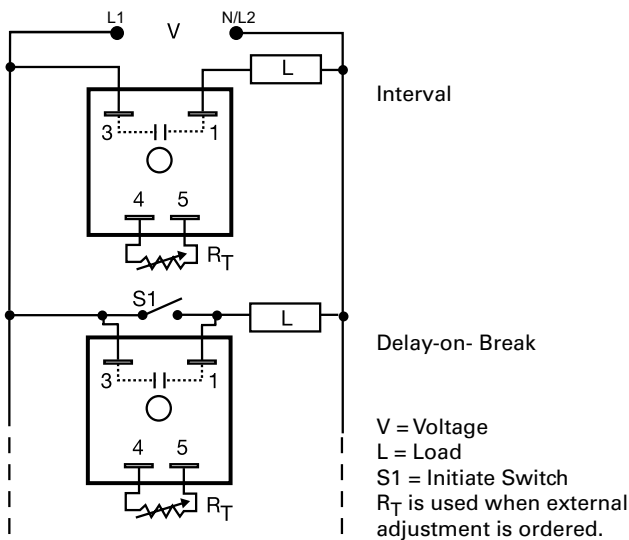 L1 V N/L2
L
Interval
3 1
4 5
RT
S1
L
Delay-on- Break
3 1
4 5
RT
V = Voltage
L = Load
S1 = Initiate Switch
RT is used when external
adjustment is ordered.